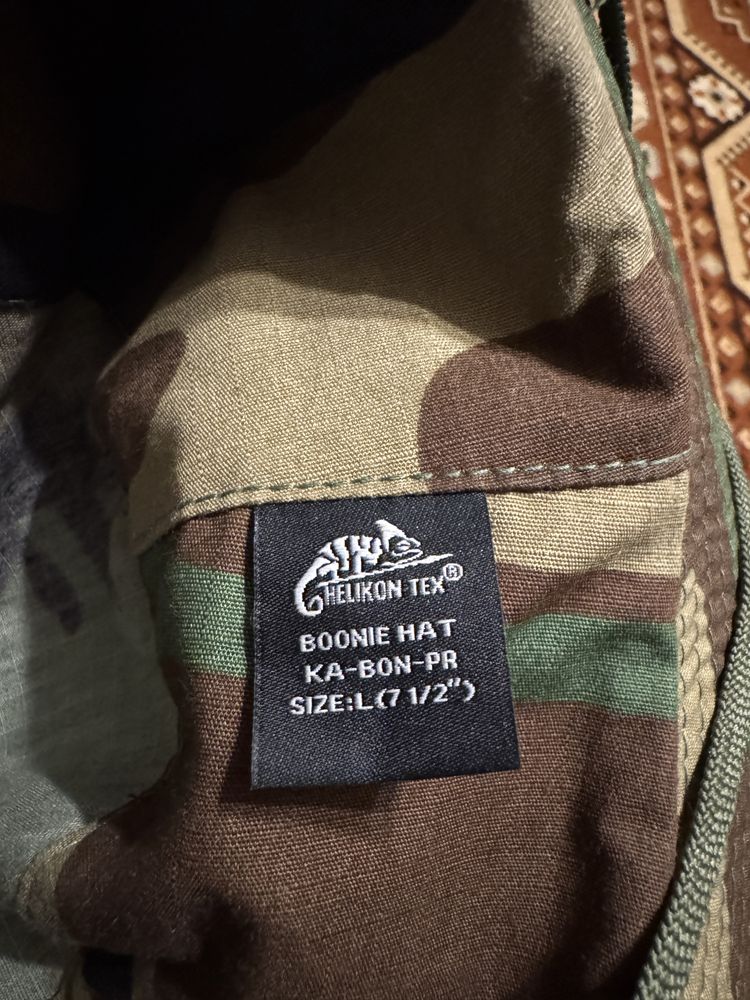 HELIKON-TEX®
BOONIE HAT
KA-BON-PR
SIZE:L(7 1/2")